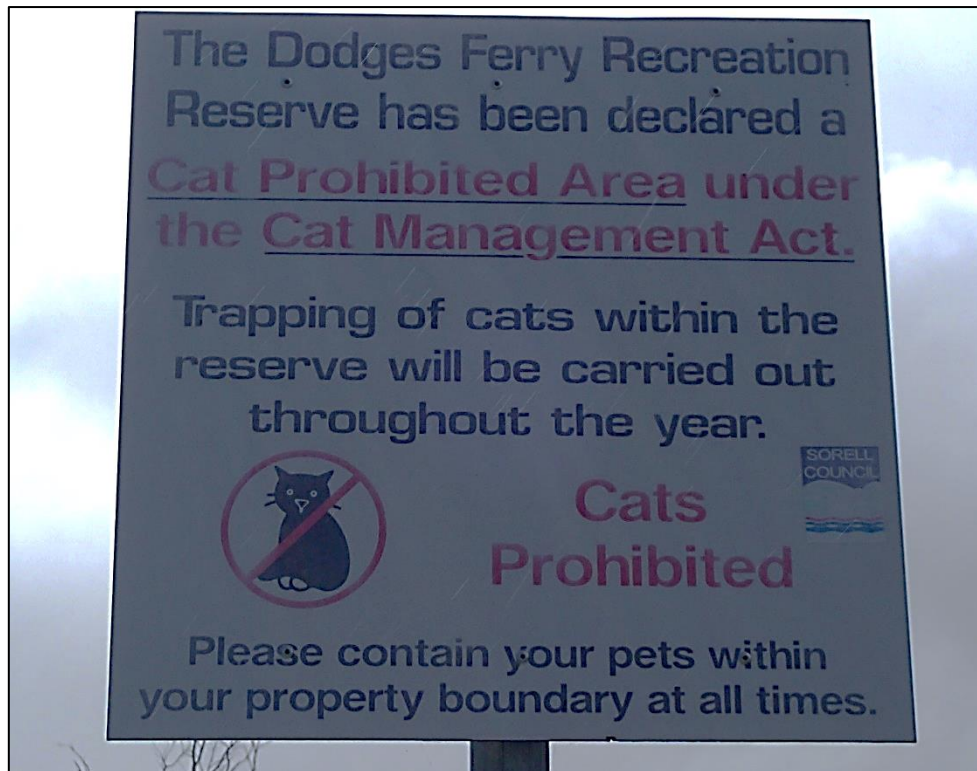 The Dodges Ferry Recreation
Reserve has been declared a
Cat Prohibited Area under
the Cat Management Act.
Trapping of cats within the
reserve will be carried out
throughout the year.
SORELL
COUNCIL
Cats
Prohibited
Please contain your pets within
your property boundary at all times.